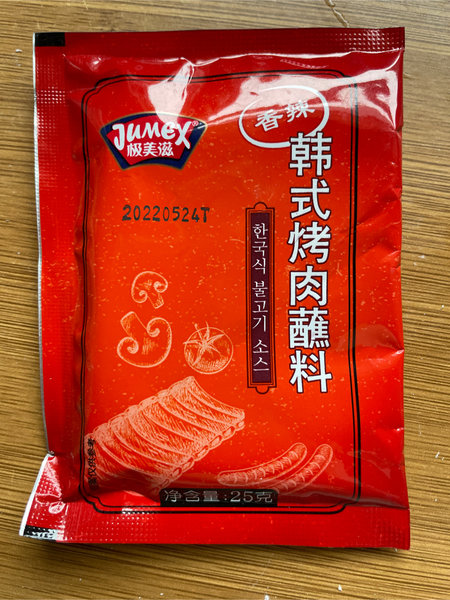 JUMEX®
极美滋
香辣
韩式烤肉蘸料
20220524T
한국식 불고기 소스
净含量:25克